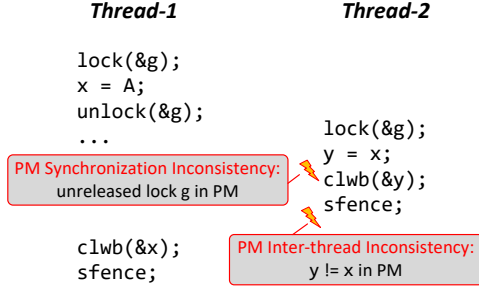 Thread-1
Thread-2
lock(&g);
x = A;
unlock(&g);
...
lock(&g);
y = x;
PM Synchronization Inconsistency:
unreleased lock g in PM
clwb(&y);
sfence;
clwb(&x);
sfence;
PM Inter-thread Inconsistency:
y != x in PM